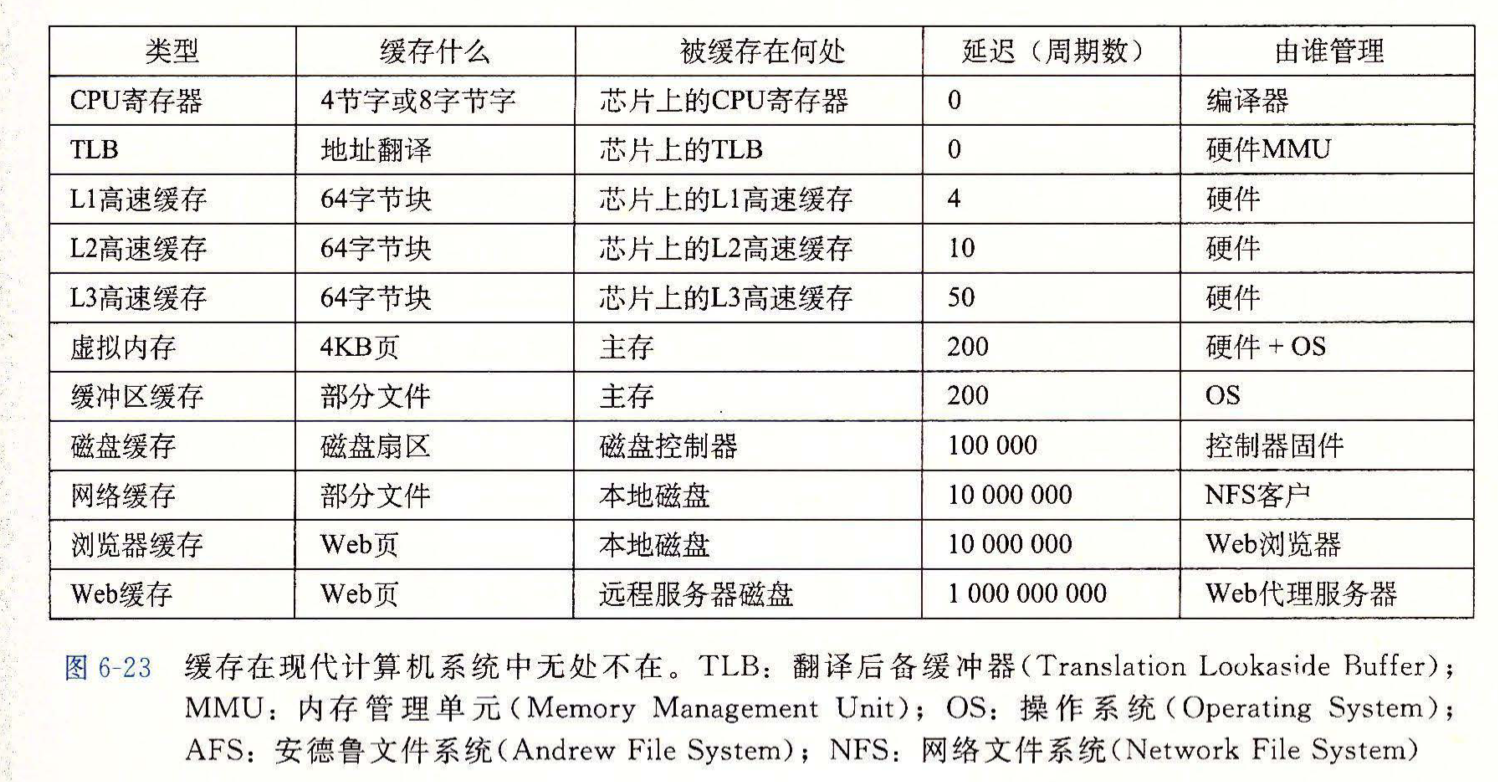 类型 缓存什么 被缓存在何处 延迟（周期数） 由谁管理
CPU寄存器 4节字或8字节字 芯片上的CPU寄存器 0 编译器
TLB 地址翻译 芯片上的TLB 0 硬件MMU
L1高速缓存 64字节块 芯片上的L1高速缓存 4 硬件
L2高速缓存 64字节块 芯片上的L2高速缓存 10 硬件
L3高速缓存 64字节块 芯片上的L3高速缓存 50 硬件
虚拟内存 4KB页 主存 200 硬件 + OS
缓冲区缓存 部分文件 主存 200 OS
磁盘缓存 磁盘扇区 磁盘控制器 100 000 控制器固件
网络缓存 部分文件 本地磁盘 10 000 000 NFS客户
浏览器缓存 Web页 本地磁盘 10 000 000 Web浏览器
Web缓存 Web页 远程服务器磁盘 1 000 000 000 Web代理服务器
图 6-23 缓存在现代计算机系统中无处不在。TLB：翻译后备缓冲器(Translation Lookaside Buffer)；
MMU：内存管理单元(Memory Management Unit)；OS：操作系统(Operating System)；
AFS：安德鲁文件系统(Andrew File System)；NFS：网络文件系统(Network File System)